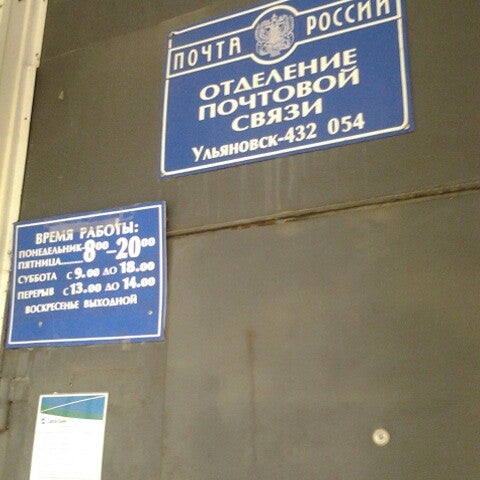 ПОЧТА РОССИИ
ОТДЕЛЕНИЕ
ПОЧТОВОЙ
СВЯЗИ
УЛЬЯНОВСК-432 054
ВРЕМЯ РАБОТЫ:
ПОНЕДЕЛЬНИК-
ПЯТНИЦА........ 8⁰⁰-20⁰⁰
СУББОТА С 9.00 ДО 18.00
ПЕРЕРЫВ С 13.00 ДО 14.00
ВОСКРЕСЕНЬЕ ВЫХОДНОЙ